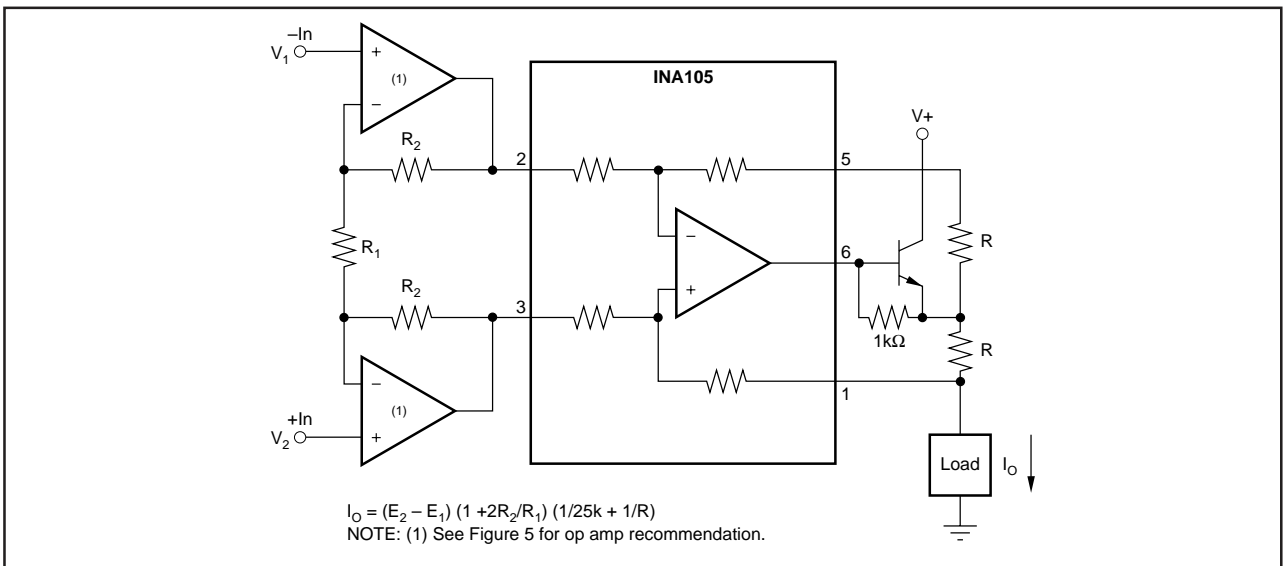 –In
V1
+
(1)
–
R2
R1
R2
–
(1)
+
+In
V2
INA105
2
5
–
+
6
3
1
V+
R
1kΩ
R
Load
IO
IO = (E2 – E1) (1 +2R2/R1) (1/25k + 1/R)
NOTE: (1) See Figure 5 for op amp recommendation.